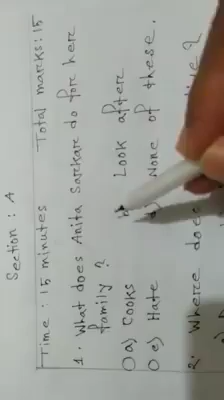 Section : A
Time : 15 minutes Total marks : 15
1. What does Anita Sarkar do for here
family ?
a) Cooks b) Look after
c) Hate d) None of these.
2. Where does